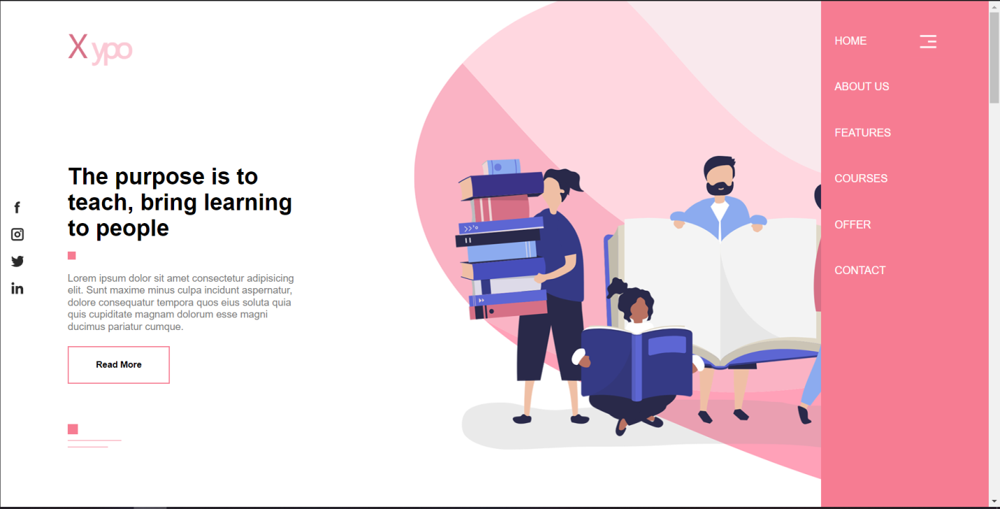 X ypo
HOME
ABOUT US
FEATURES
COURSES
OFFER
CONTACT
The purpose is to
teach, bring learning
to people
Lorem ipsum dolor sit amet consectetur adipisicing
elit. Sunt maxime minus culpa incidunt aspernatur,
dolore consequatur tempora quos eius soluta quia
quis cupiditate magnam dolorum esse magni
ducimus pariatur cumque.
Read More